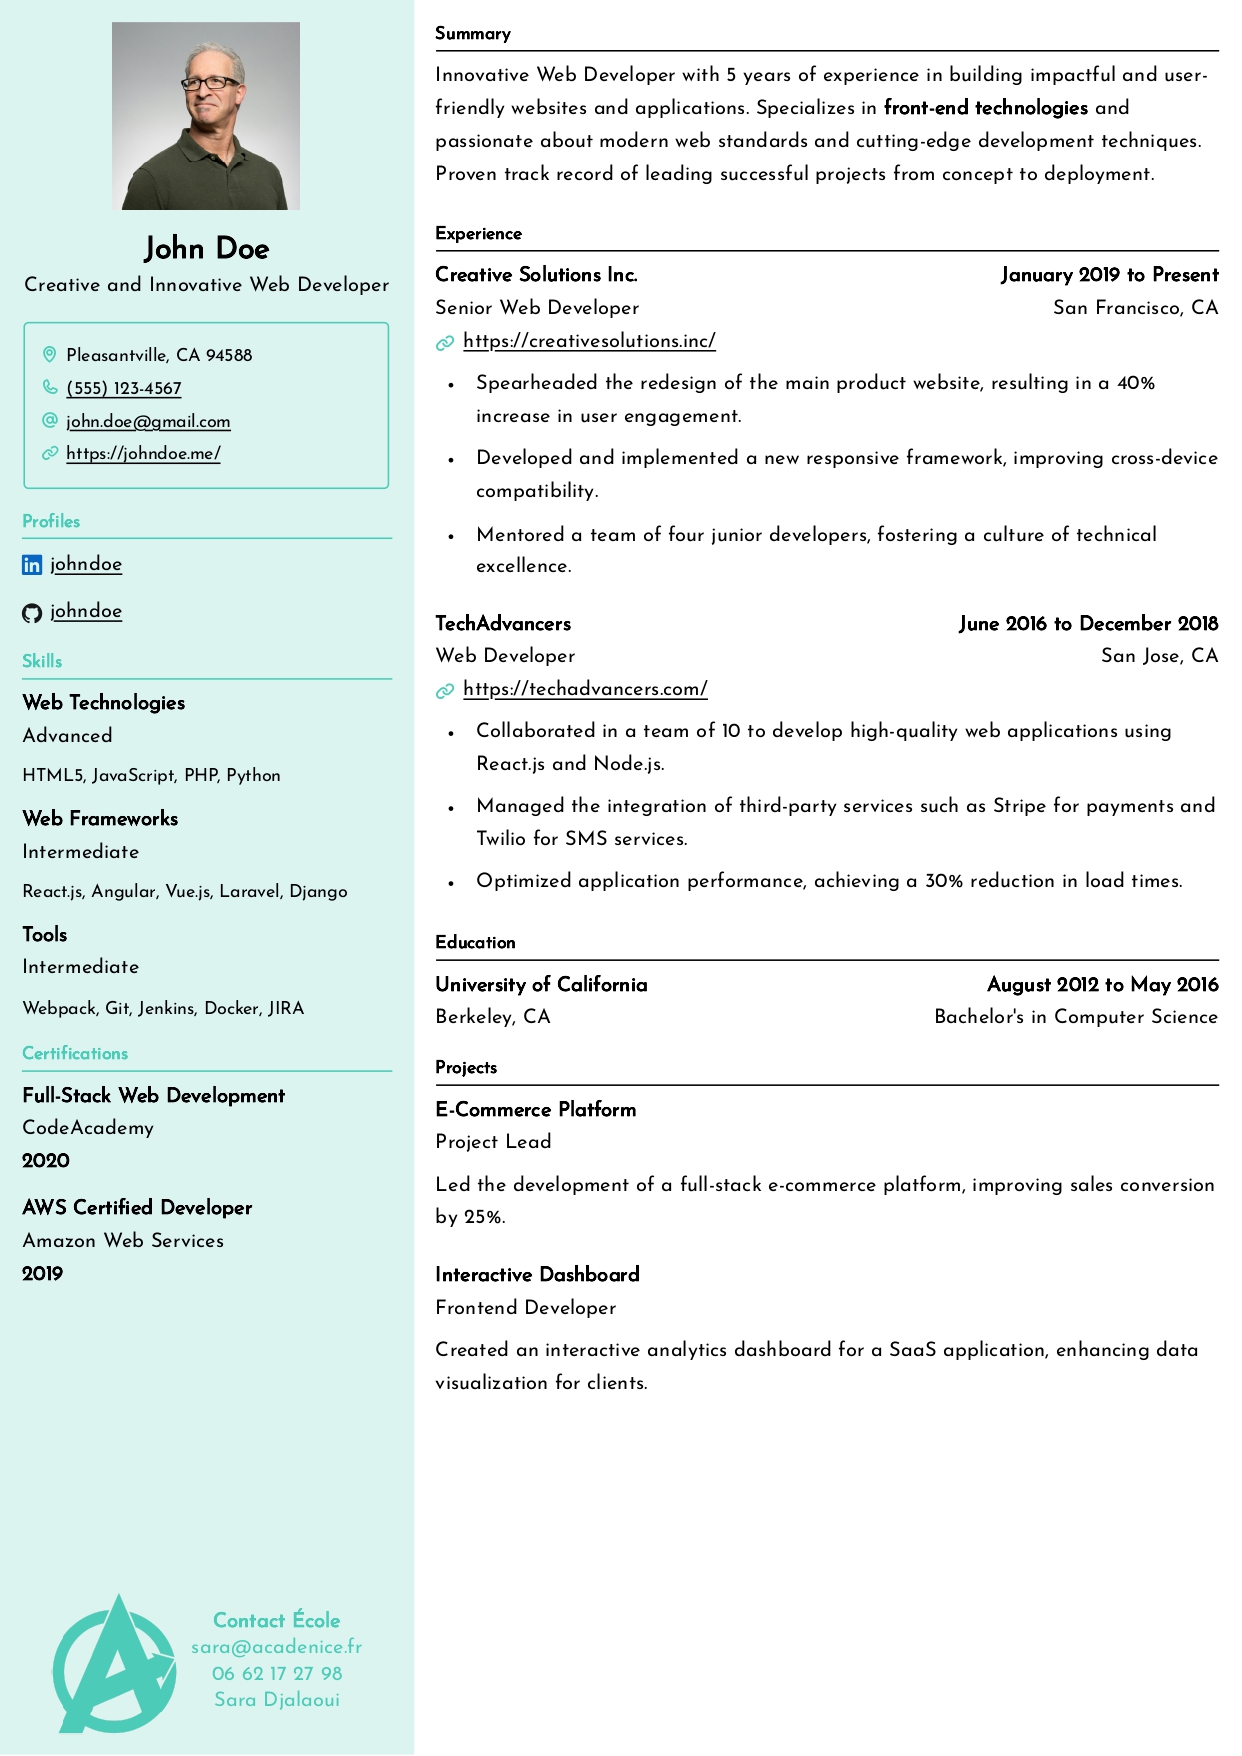 John Doe
Creative and Innovative Web Developer
Pleasantville, CA 94588
(555) 123-4567
john.doe@gmail.com
https://johndoe.me/
Profiles
johndoe
johndoe
Skills
Web Technologies
Advanced
HTML5, JavaScript, PHP, Python
Web Frameworks
Intermediate
React.js, Angular, Vue.js, Laravel, Django
Tools
Intermediate
Webpack, Git, Jenkins, Docker, JIRA
Certifications
Full-Stack Web Development
CodeAcademy
2020
AWS Certified Developer
Amazon Web Services
2019
Contact École
sara@acadenice.fr
06 62 17 27 98
Sara Djalaoui
Summary
Innovative Web Developer with 5 years of experience in building impactful and user-
friendly websites and applications. Specializes in front-end technologies and
passionate about modern web standards and cutting-edge development techniques.
Proven track record of leading successful projects from concept to deployment.
Experience
Creative Solutions Inc. January 2019 to Present
Senior Web Developer San Francisco, CA
https://creativesolutions.inc/
• Spearheaded the redesign of the main product website, resulting in a 40%
increase in user engagement.
• Developed and implemented a new responsive framework, improving cross-device
compatibility.
• Mentored a team of four junior developers, fostering a culture of technical
excellence.
TechAdvancers June 2016 to December 2018
Web Developer San Jose, CA
https://techadvancers.com/
• Collaborated in a team of 10 to develop high-quality web applications using
React.js and Node.js.
• Managed the integration of third-party services such as Stripe for payments and
Twilio for SMS services.
• Optimized application performance, achieving a 30% reduction in load times.
Education
University of California August 2012 to May 2016
Berkeley, CA Bachelor's in Computer Science
Projects
E-Commerce Platform
Project Lead
Led the development of a full-stack e-commerce platform, improving sales conversion
by 25%.
Interactive Dashboard
Frontend Developer
Created an interactive analytics dashboard for a SaaS application, enhancing data
visualization for clients.